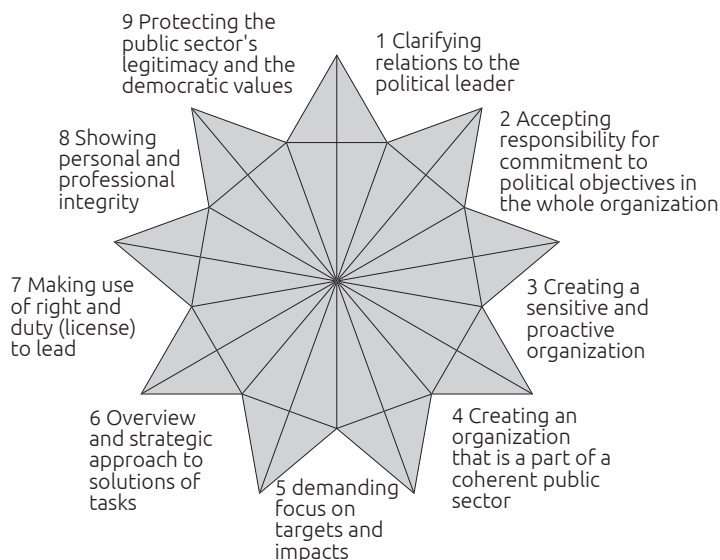 9 Protecting the
public sector's
legitimacy and the
democratic values
1 Clarifying
relations to the
political leader
2 Accepting
responsibility for
commitment to
political objectives in
the whole organization
3 Creating a
sensitive and
proactive
organization
4 Creating an
organization
that is a part of a
coherent public
sector
5 demanding
focus on
targets and
impacts
6 Overview
and strategic
approach to
solutions of
tasks
7 Making use
of right and
duty (license)
to lead
8 Showing
personal and
professional
integrity